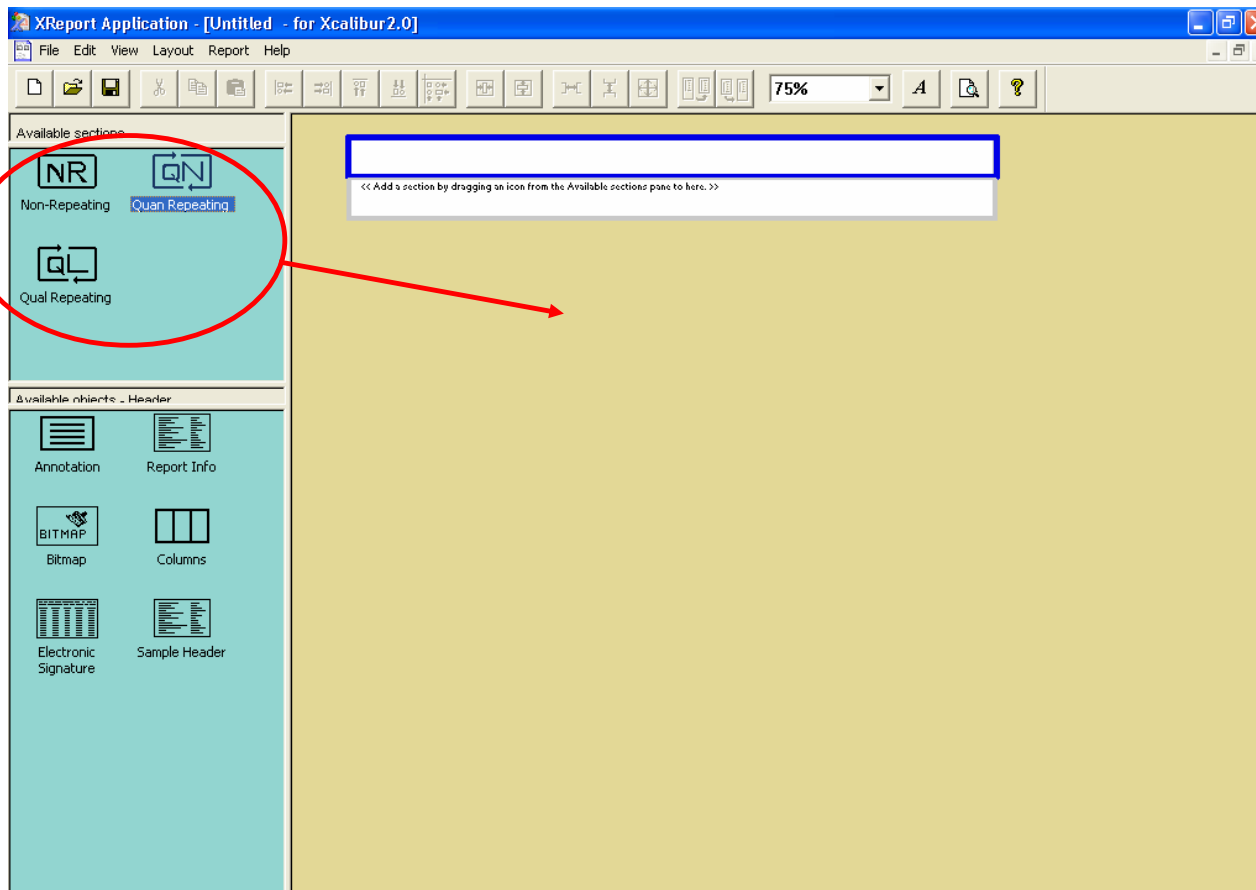 XReport Application - [Untitled - for Xcalibur2.0]
File Edit View Layout Report Help
75% A ?
Available sections
NR QN
Non-Repeating Quan Repeating
QL
Qual Repeating
<< Add a section by dragging an icon from the Available sections pane to here. >>
Available objects - Header
Annotation Report Info
BITMAP
Bitmap Columns
Electronic Sample Header
Signature